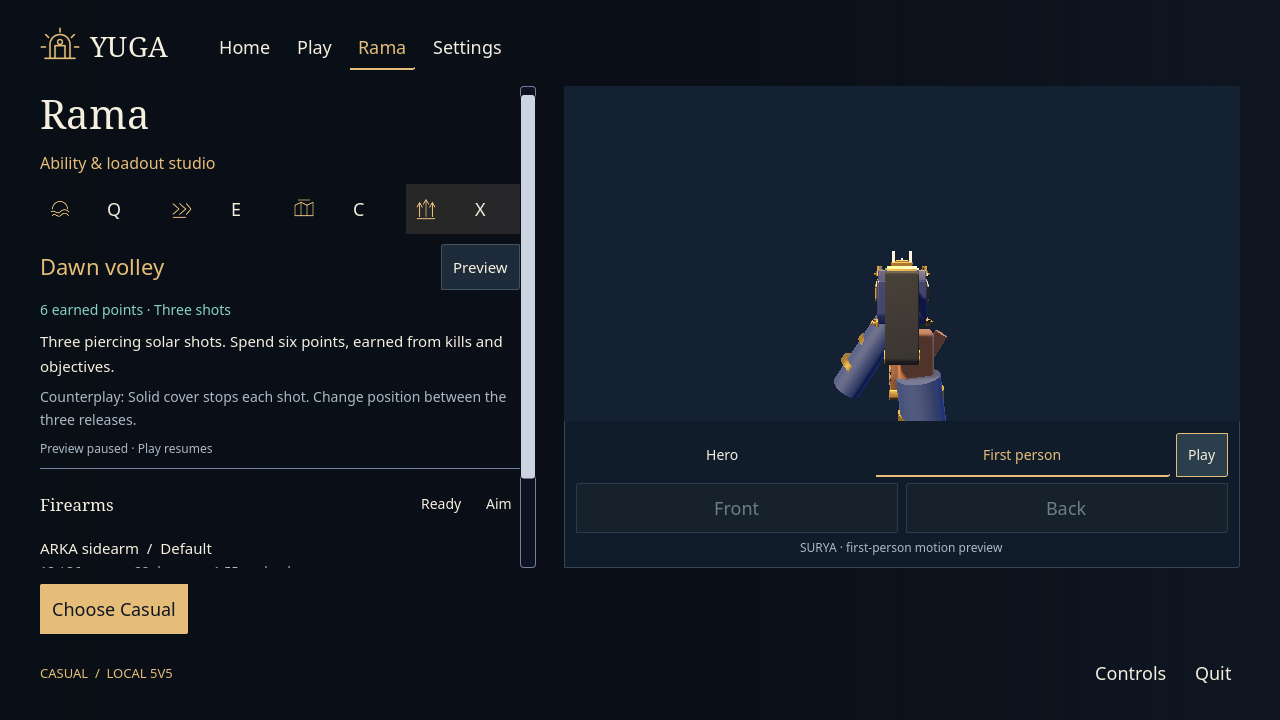 YUGA
Home
Play
Rama
Settings
Rama
Ability & loadout studio
Q
E
C
X
Dawn volley
Preview
6 earned points · Three shots
Three piercing solar shots. Spend six points, earned from kills and
objectives.
Counterplay: Solid cover stops each shot. Change position between the
three releases.
Preview paused · Play resumes
Firearms
Ready
Aim
ARKA sidearm / Default
Choose Casual
CASUAL / LOCAL 5V5
Hero
First person
Play
Front
Back
SURYA · first-person motion preview
Controls
Quit